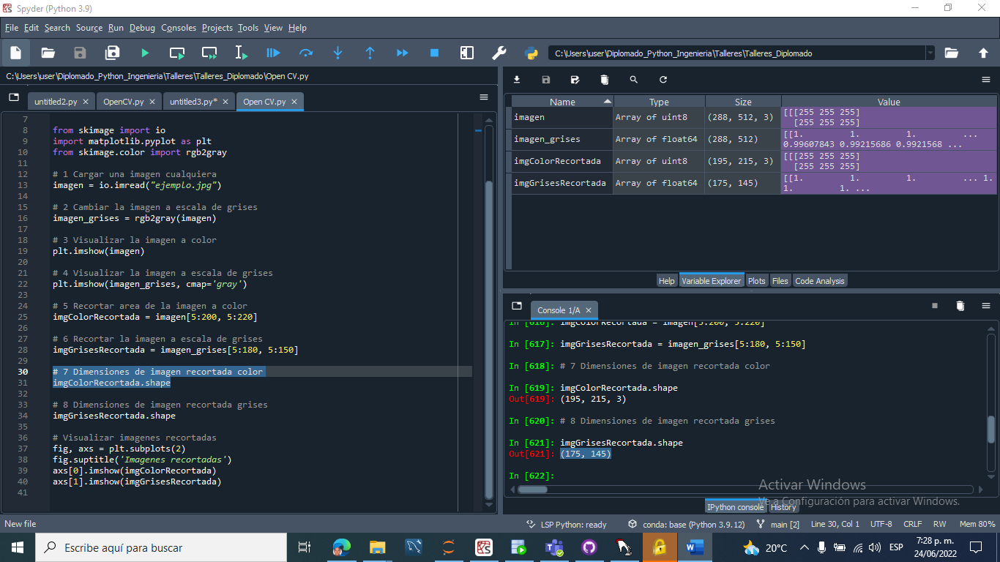 Spyder (Python 3.9)
File Edit Search Source Run Debug Consoles Projects Tools View Help
C:\Users\user\Diplomado_Python_Ingenieria\Talleres\Talleres_Diplomado
C:\Users\user\Diplomado_Python_Ingenieria\Talleres\Talleres_Diplomado\Open CV.py
untitled2.py OpenCV.py untitled3.py* Open CV.py
7
8 from skimage import io
9 import matplotlib.pyplot as plt
10 from skimage.color import rgb2gray
11
12 # 1 Cargar una imagen cualquiera
13 imagen = io.imread("ejemplo.jpg")
14
15 # 2 Cambiar la imagen a escala de grises
16 imagen_grises = rgb2gray(imagen)
17
18 # 3 Visualizar la imagen a color
19 plt.imshow(imagen)
20
21 # 4 Visualizar la imagen a escala de grises
22 plt.imshow(imagen_grises, cmap='gray')
23
24 # 5 Recortar area de la imagen a color
25 imgColorRecortada = imagen[5:200, 5:220]
26
27 # 6 Recortar la imagen a escala de grises
28 imgGrisesRecortada = imagen_grises[5:180, 5:150]
29
30 # 7 Dimensiones de imagen recortada color
31 imgColorRecortada.shape
32
33 # 8 Dimensiones de imagen recortada grises
34 imgGrisesRecortada.shape
35
36 # Visualizar imagenes recortadas
37 fig, axs = plt.subplots(2)
38 fig.suptitle('Imagenes recortadas')
39 axs[0].imshow(imgColorRecortada)
40 axs[1].imshow(imgGrisesRecortada)
41
Name Type Size Value
imagen Array of uint8 (288, 512, 3) [[[255 255 255]
[255 255 255]
imagen_grises Array of float64 (288, 512) [[1. 1. 1. ...
0.99607843 0.99215686 0.9921568 ...
imgColorRecortada Array of uint8 (195, 215, 3) [[[255 255 255]
[255 255 255]
imgGrisesRecortada Array of float64 (175, 145) [[1. 1. 1. ... 1.
1. 1. ...
Help Variable Explorer Plots Files Code Analysis
Console 1/A
In [616]: imgColorRecortada = imagen[5:200, 5:220]
In [617]: imgGrisesRecortada = imagen_grises[5:180, 5:150]
In [618]: # 7 Dimensiones de imagen recortada color
In [619]: imgColorRecortada.shape
Out[619]: (195, 215, 3)
In [620]: # 8 Dimensiones de imagen recortada grises
In [621]: imgGrisesRecortada.shape
Out[621]: (175, 145)
In [622]:
Activar Windows
Ve a Configuración para activar Windows.
IPython console History
New file LSP Python: ready conda: base (Python 3.9.12) main [2] Line 30, Col 1 UTF-8 CRLF RW Mem 80%
Escribe aquí para buscar 20°C ESP 7:28 p. m.
24/06/2022